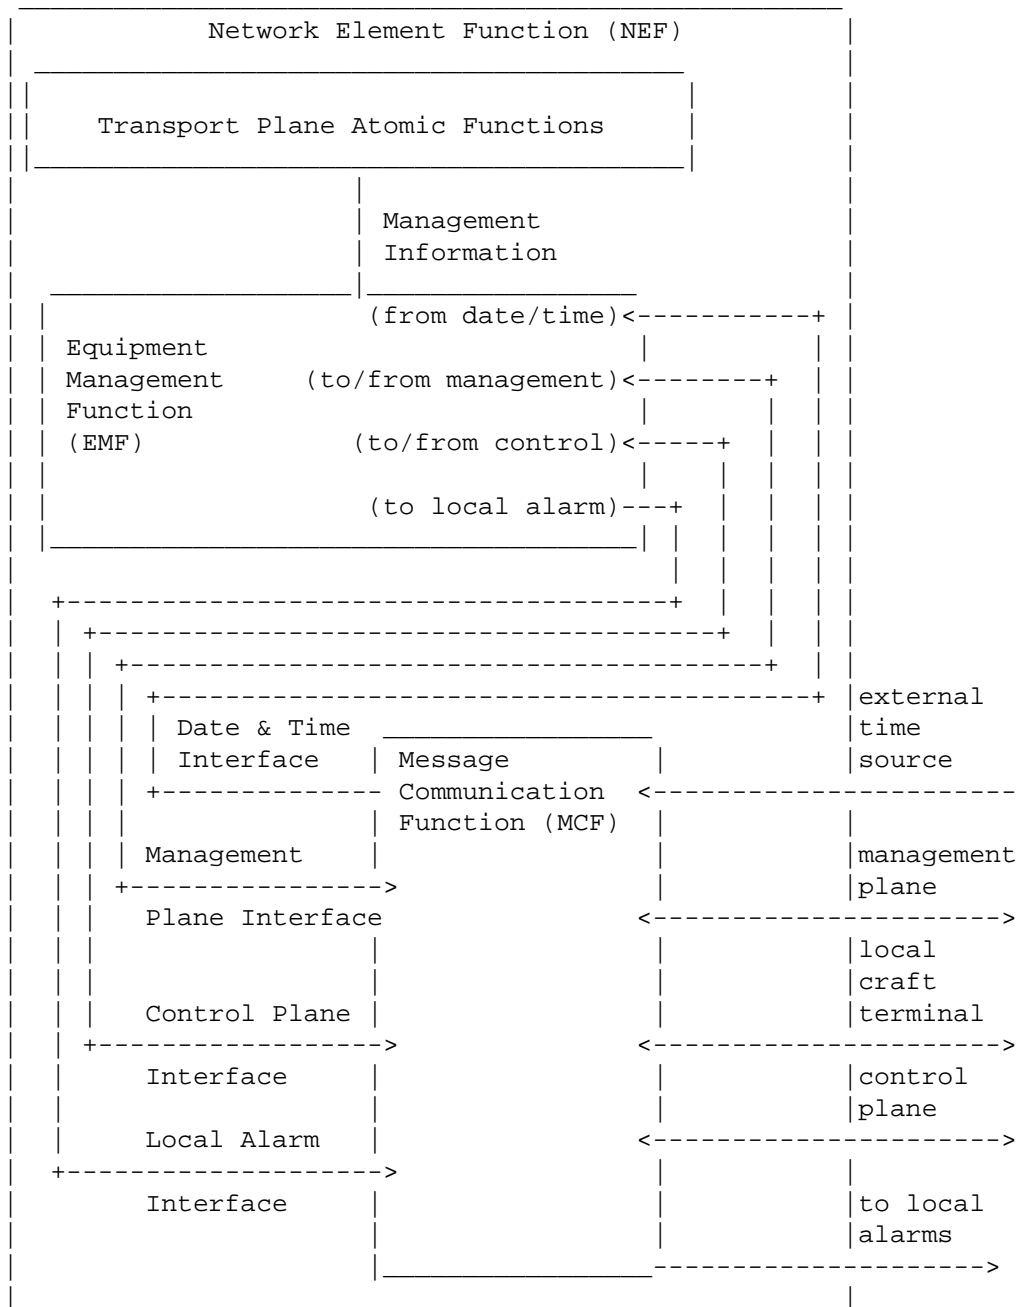 Network Element Function (NEF)
Transport Plane Atomic Functions
Management
Information
(from date/time)
Equipment
Management (to/from management)
Function
(EMF) (to/from control)
(to local alarm)
external
Date & Time time
Interface Message source
Communication
Function (MCF)
Management management
plane
Plane Interface
local
craft
Control Plane terminal
Interface control
plane
Local Alarm
Interface to local
alarms